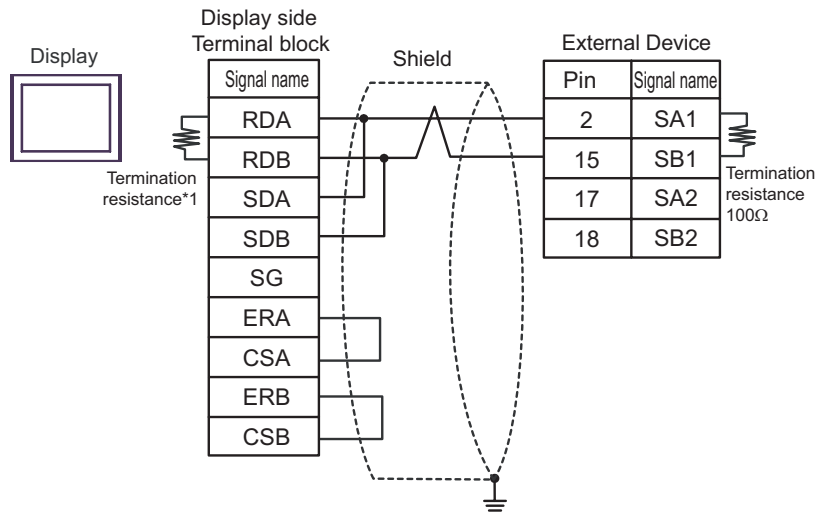 Display
Display side
Terminal block
Signal name
RDA
RDB
SDA
SDB
SG
ERA
CSA
ERB
CSB
Termination
resistance*1
Shield
External Device
Pin Signal name
2 SA1
15 SB1
17 SA2
18 SB2
Termination
resistance
100Ω